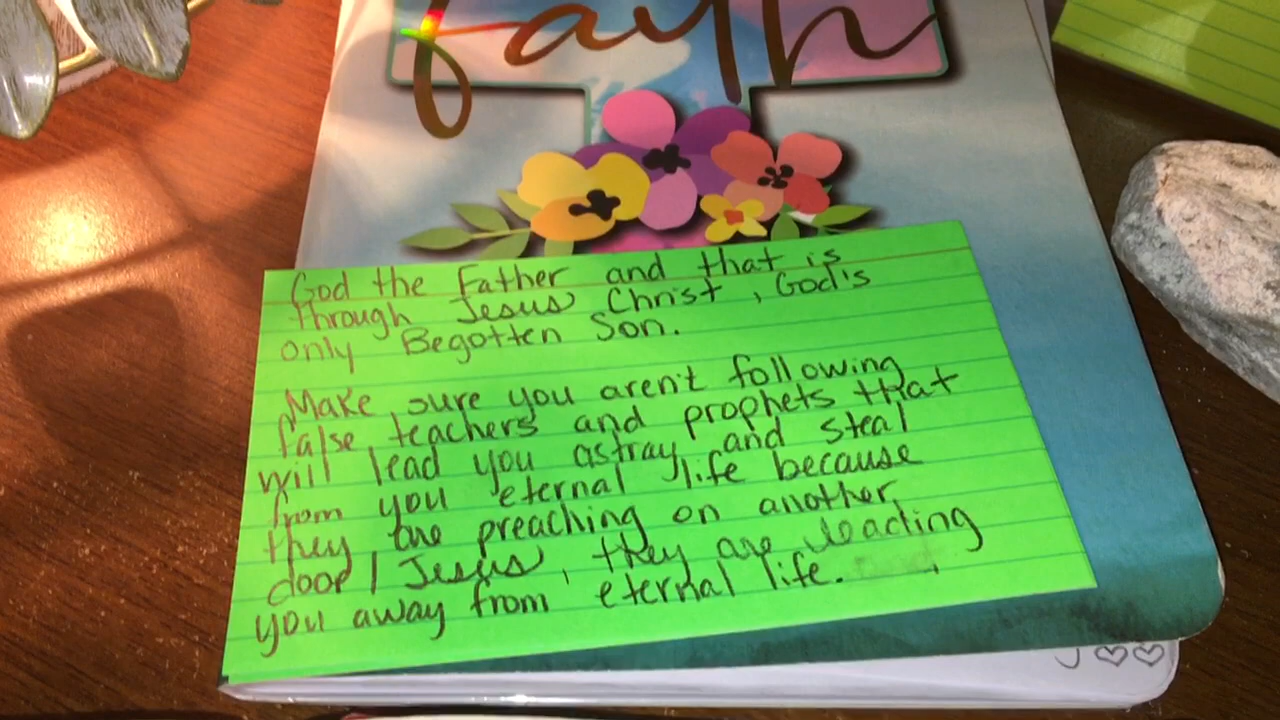 faith
God the Father and that is
through Jesus Christ, God's
only Begotten Son.
Make sure you aren't following
false teachers and prophets that
will lead you astray and steal
from you eternal life because
they are preaching on another
door / Jesus, they are leading
you away from eternal life.